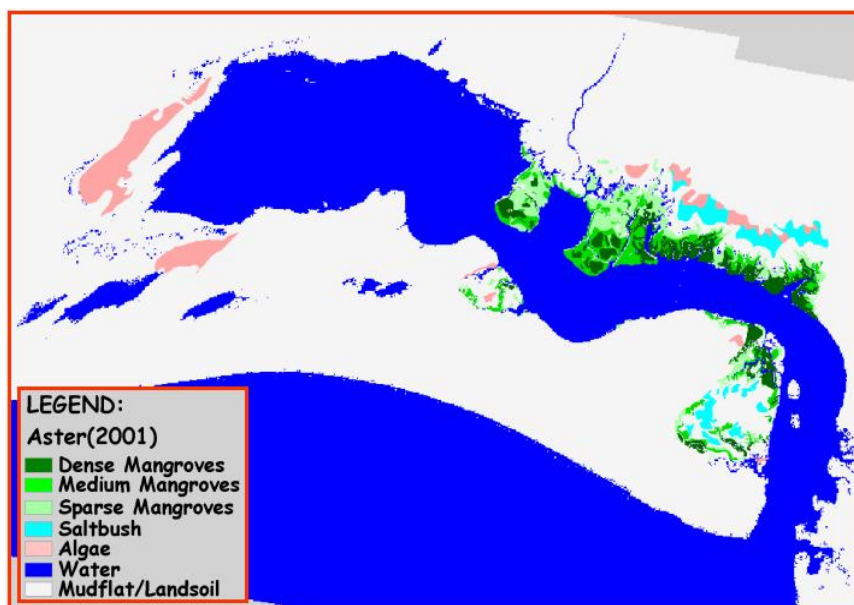 LEGEND:
Aster(2001)
Dense Mangroves
Medium Mangroves
Sparse Mangroves
Saltbush
Algae
Water
Mudflat/Landsoil